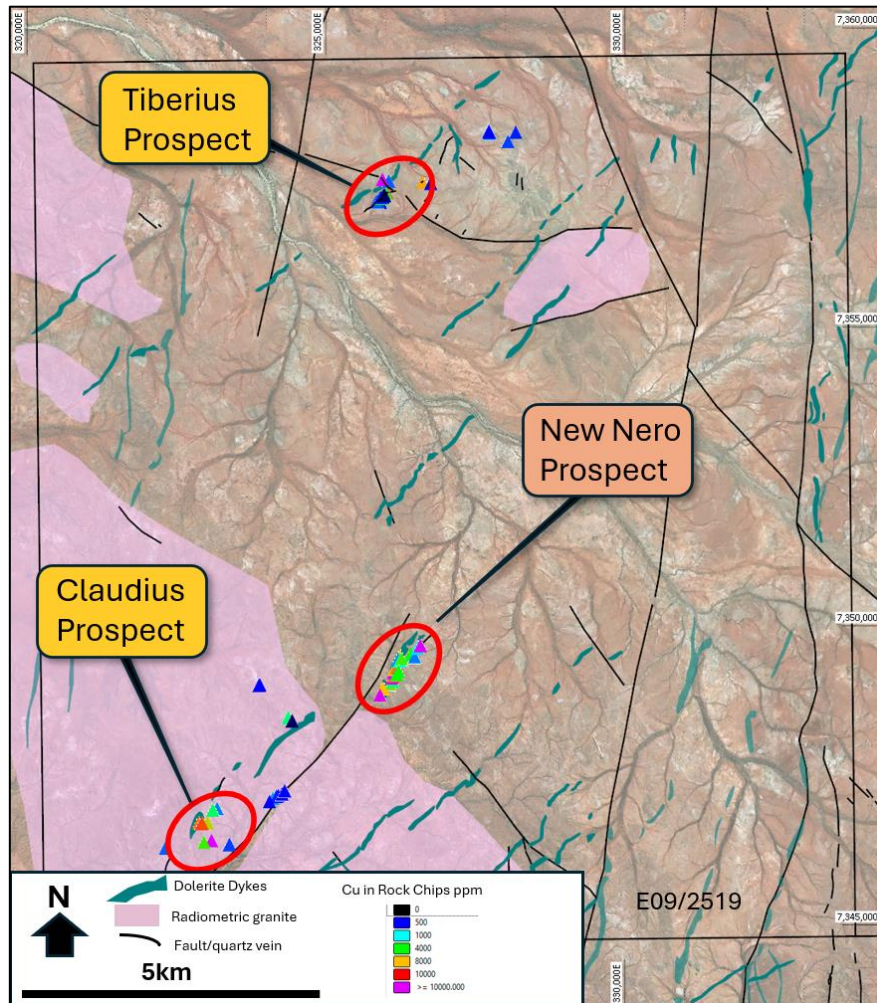 320,000E
325,000E
330,000E
7,360,000
Tiberius
Prospect
7,355,000
New Nero
Prospect
Claudius
Prospect
7,350,000
E09/2519
7,345,000
330,000E
N
Dolerite Dykes
Radiometric granite
Fault/quartz vein
5km
Cu in Rock Chips ppm
0
500
1000
4000
8000
10000
>= 10000.000